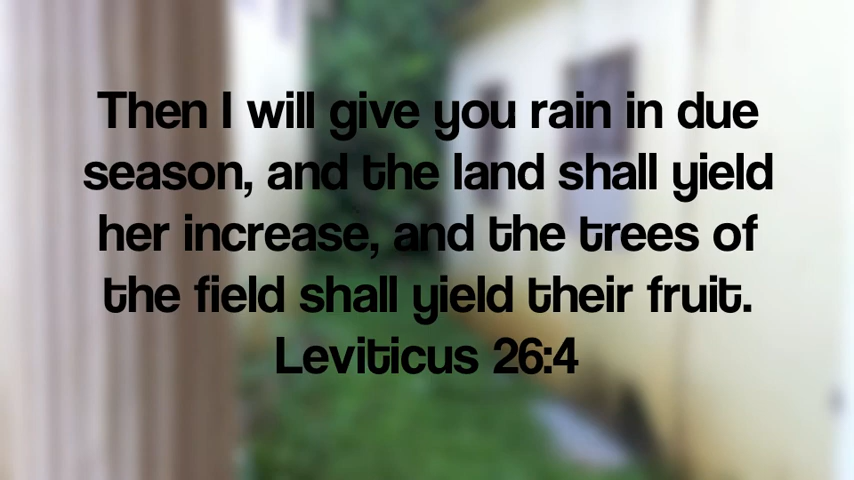 Then I will give you rain in due
season, and the land shall yield
her increase, and the trees of
the field shall yield their fruit.
Leviticus 26:4